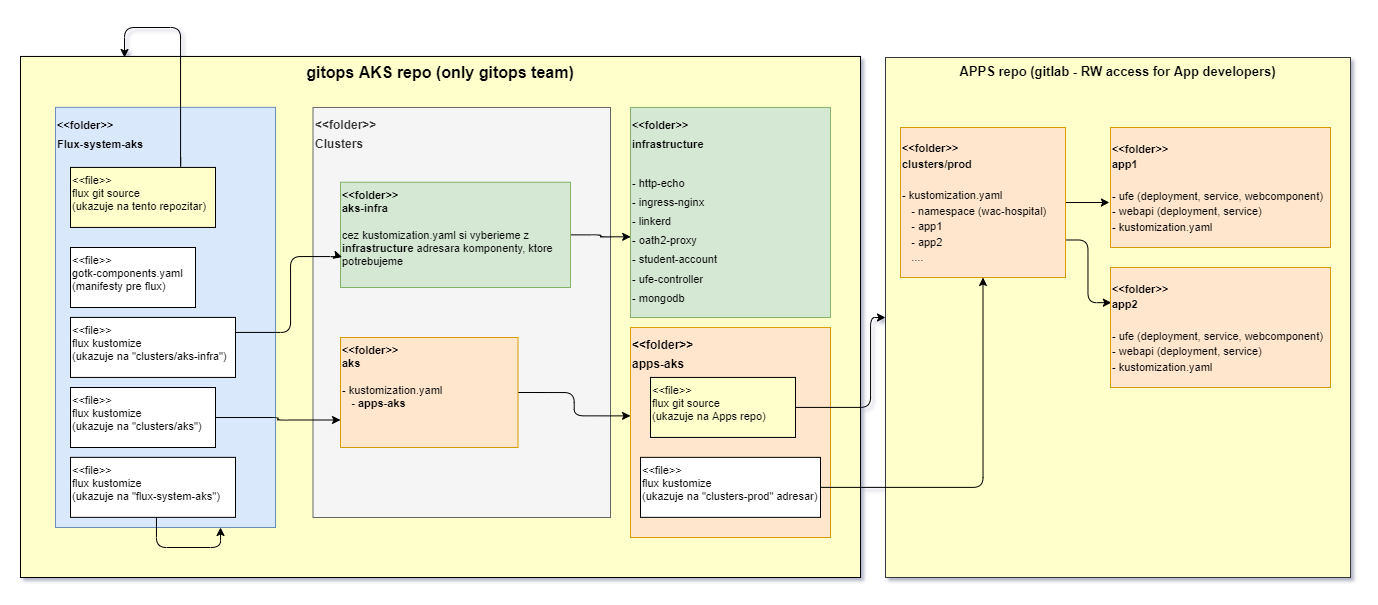 gitops AKS repo (only gitops team)
<<folder>>
Flux-system-aks
<<file>>
flux git source
(ukazuje na tento repozitar)
<<file>>
gotk-components.yaml
(manifesty pre flux)
<<file>>
flux kustomize
(ukazuje na "clusters/aks-infra")
<<file>>
flux kustomize
(ukazuje na "clusters/aks")
<<file>>
flux kustomize
(ukazuje na "flux-system-aks")
<<folder>>
Clusters
<<folder>>
aks-infra
cez kustomization.yaml si vyberieme z
infrastructure adresara komponenty, ktore
potrebujeme
<<folder>>
aks
- kustomization.yaml
- apps-aks
<<folder>>
infrastructure
- http-echo
- ingress-nginx
- linkerd
- oath2-proxy
- student-account
- ufe-controller
- mongodb
<<folder>>
apps-aks
<<file>>
flux git source
(ukazuje na Apps repo)
<<file>>
flux kustomize
(ukazuje na "clusters-prod" adresar)
APPS repo (gitlab - RW access for App developers)
<<folder>>
clusters/prod
- kustomization.yaml
- namespace (wac-hospital)
- app1
- app2
....
<<folder>>
app1
- ufe (deployment, service, webcomponent)
- webapi (deployment, service)
- kustomization.yaml
<<folder>>
app2
- ufe (deployment, service, webcomponent)
- webapi (deployment, service)
- kustomization.yaml